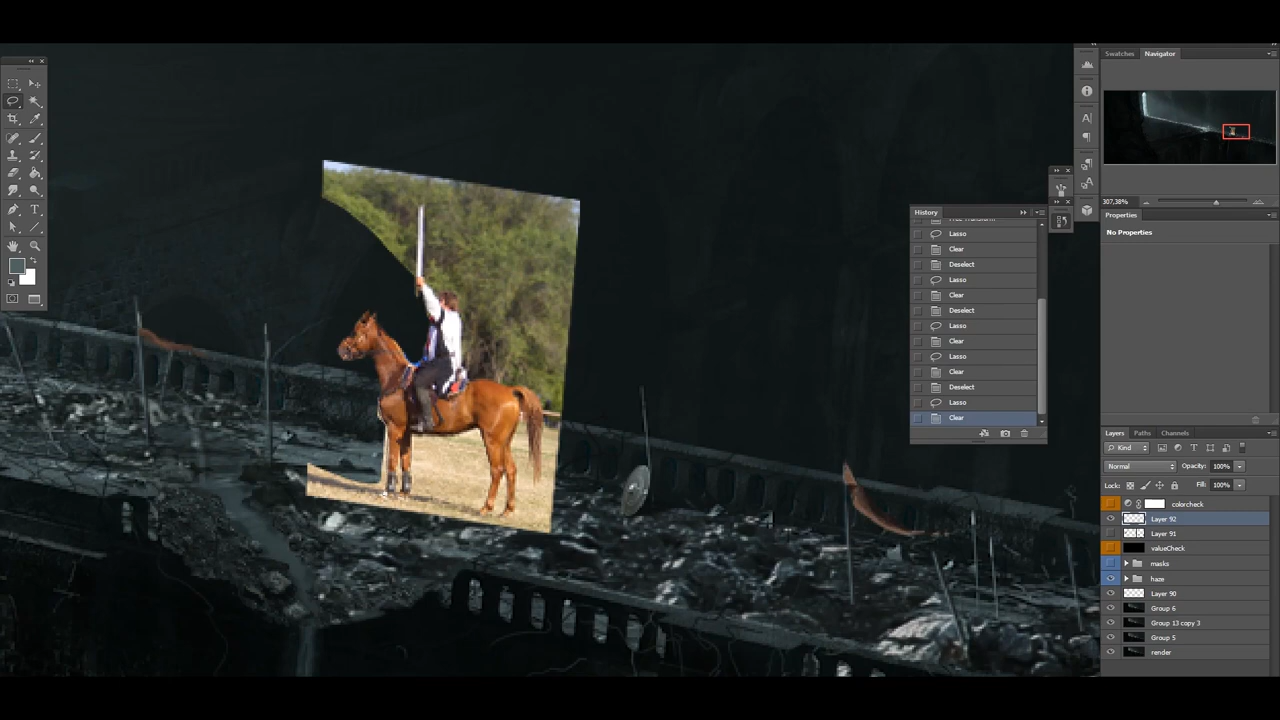 Swatches
Navigator
307,38%
Properties
No Properties
History
Lasso
Clear
Deselect
Lasso
Clear
Deselect
Lasso
Clear
Lasso
Clear
Deselect
Lasso
Clear
Layers
Paths
Channels
Kind
Normal
Opacity:
100%
Lock:
Fill:
100%
colorcheck
Layer 92
Layer 91
valueCheck
masks
haze
Layer 90
Group 6
Group 13 copy 3
Group 5
render